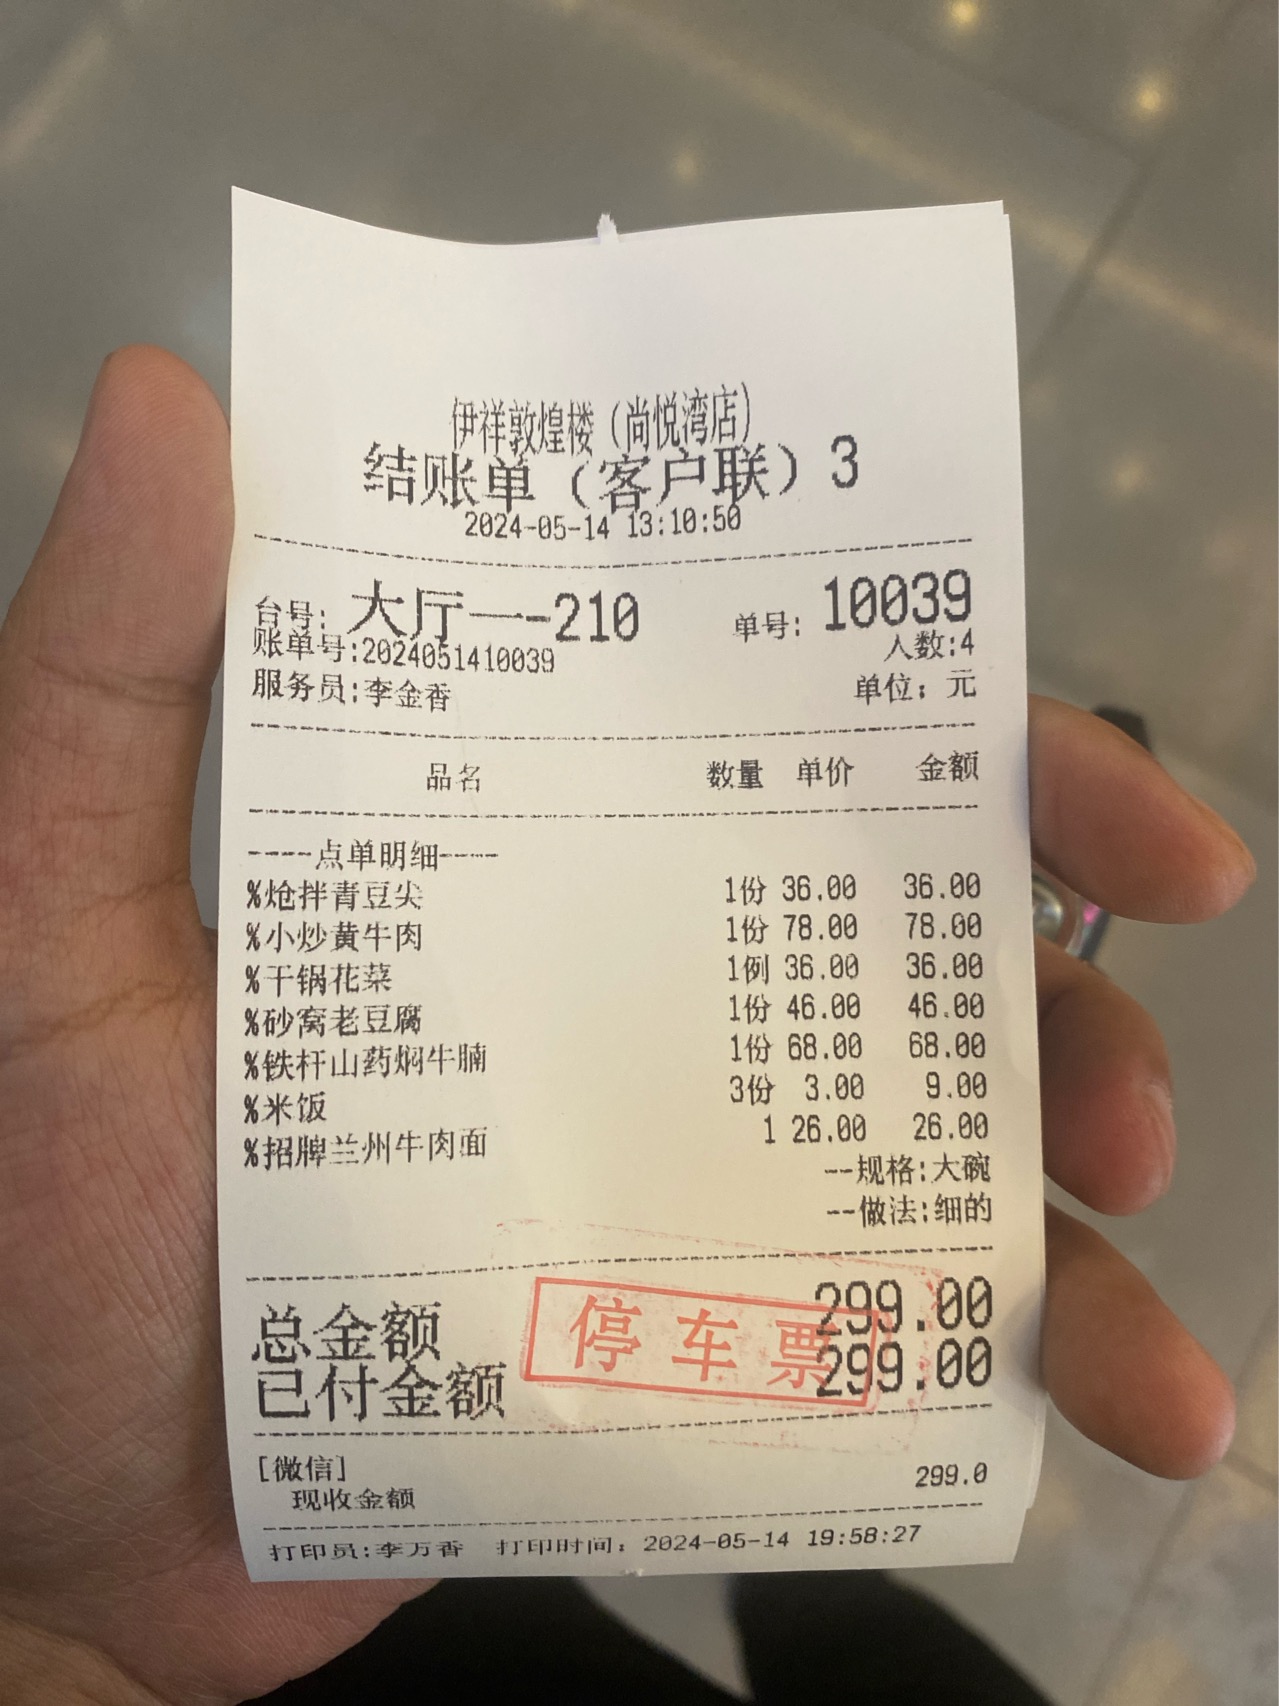 伊祥敦煌楼（尚悦湾店）
结账单（客户联）3
2024-05-14 13:10:50
台号: 大厅一-210 单号: 10039
账单号:2024051410039 人数:4
服务员:李金香 单位: 元
品名 数量 单价 金额
----点单明细----
%炝拌青豆尖 1份 36.00 36.00
%小炒黄牛肉 1份 78.00 78.00
%干锅花菜 1例 36.00 36.00
%砂窝老豆腐 1份 46.00 46.00
%铁杆山药焖牛腩 1份 68.00 68.00
%米饭 3份 3.00 9.00
%招牌兰州牛肉面 1 26.00 26.00
--规格:大碗
--做法:细的
总金额 299.00
停车票
已付金额 299.00
[微信]
现收金额 299.0
打印员:李万香 打印时间: 2024-05-14 19:58:27